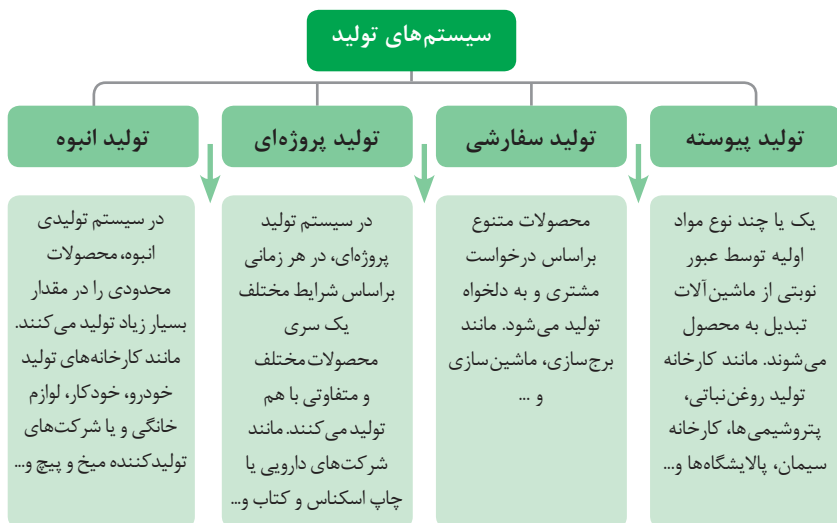 سیستم‌های تولید
تولید پیوسته
یک یا چند نوع مواد
اولیه توسط عبور
نوبتی از ماشین‌آلات
تبدیل به محصول
می‌شوند. مانند کارخانه
تولید روغن‌نباتی،
پتروشیمی‌ها، کارخانه
سیمان، پالایشگاه‌ها و...
تولید سفارشی
محصولات متنوع
براساس درخواست
مشتری و به دلخواه
تولید می‌شود. مانند
برج‌سازی، ماشین‌سازی
و ...
تولید پروژه‌ای
در سیستم تولید
پروژه‌ای، در هر زمانی
براساس شرایط مختلف
یک سری
محصولات مختلف
و متفاوتی با هم
تولید می‌کنند. مانند
شرکت‌های دارویی یا
چاپ اسکناس و کتاب و...
تولید انبوه
در سیستم تولیدی
انبوه، محصولات
محدودی را در مقدار
بسیار زیاد تولید می‌کنند.
مانند کارخانه‌های تولید
خودرو، خودکار، لوازم
خانگی و یا شرکت‌های
تولیدکننده میخ و پیچ و...